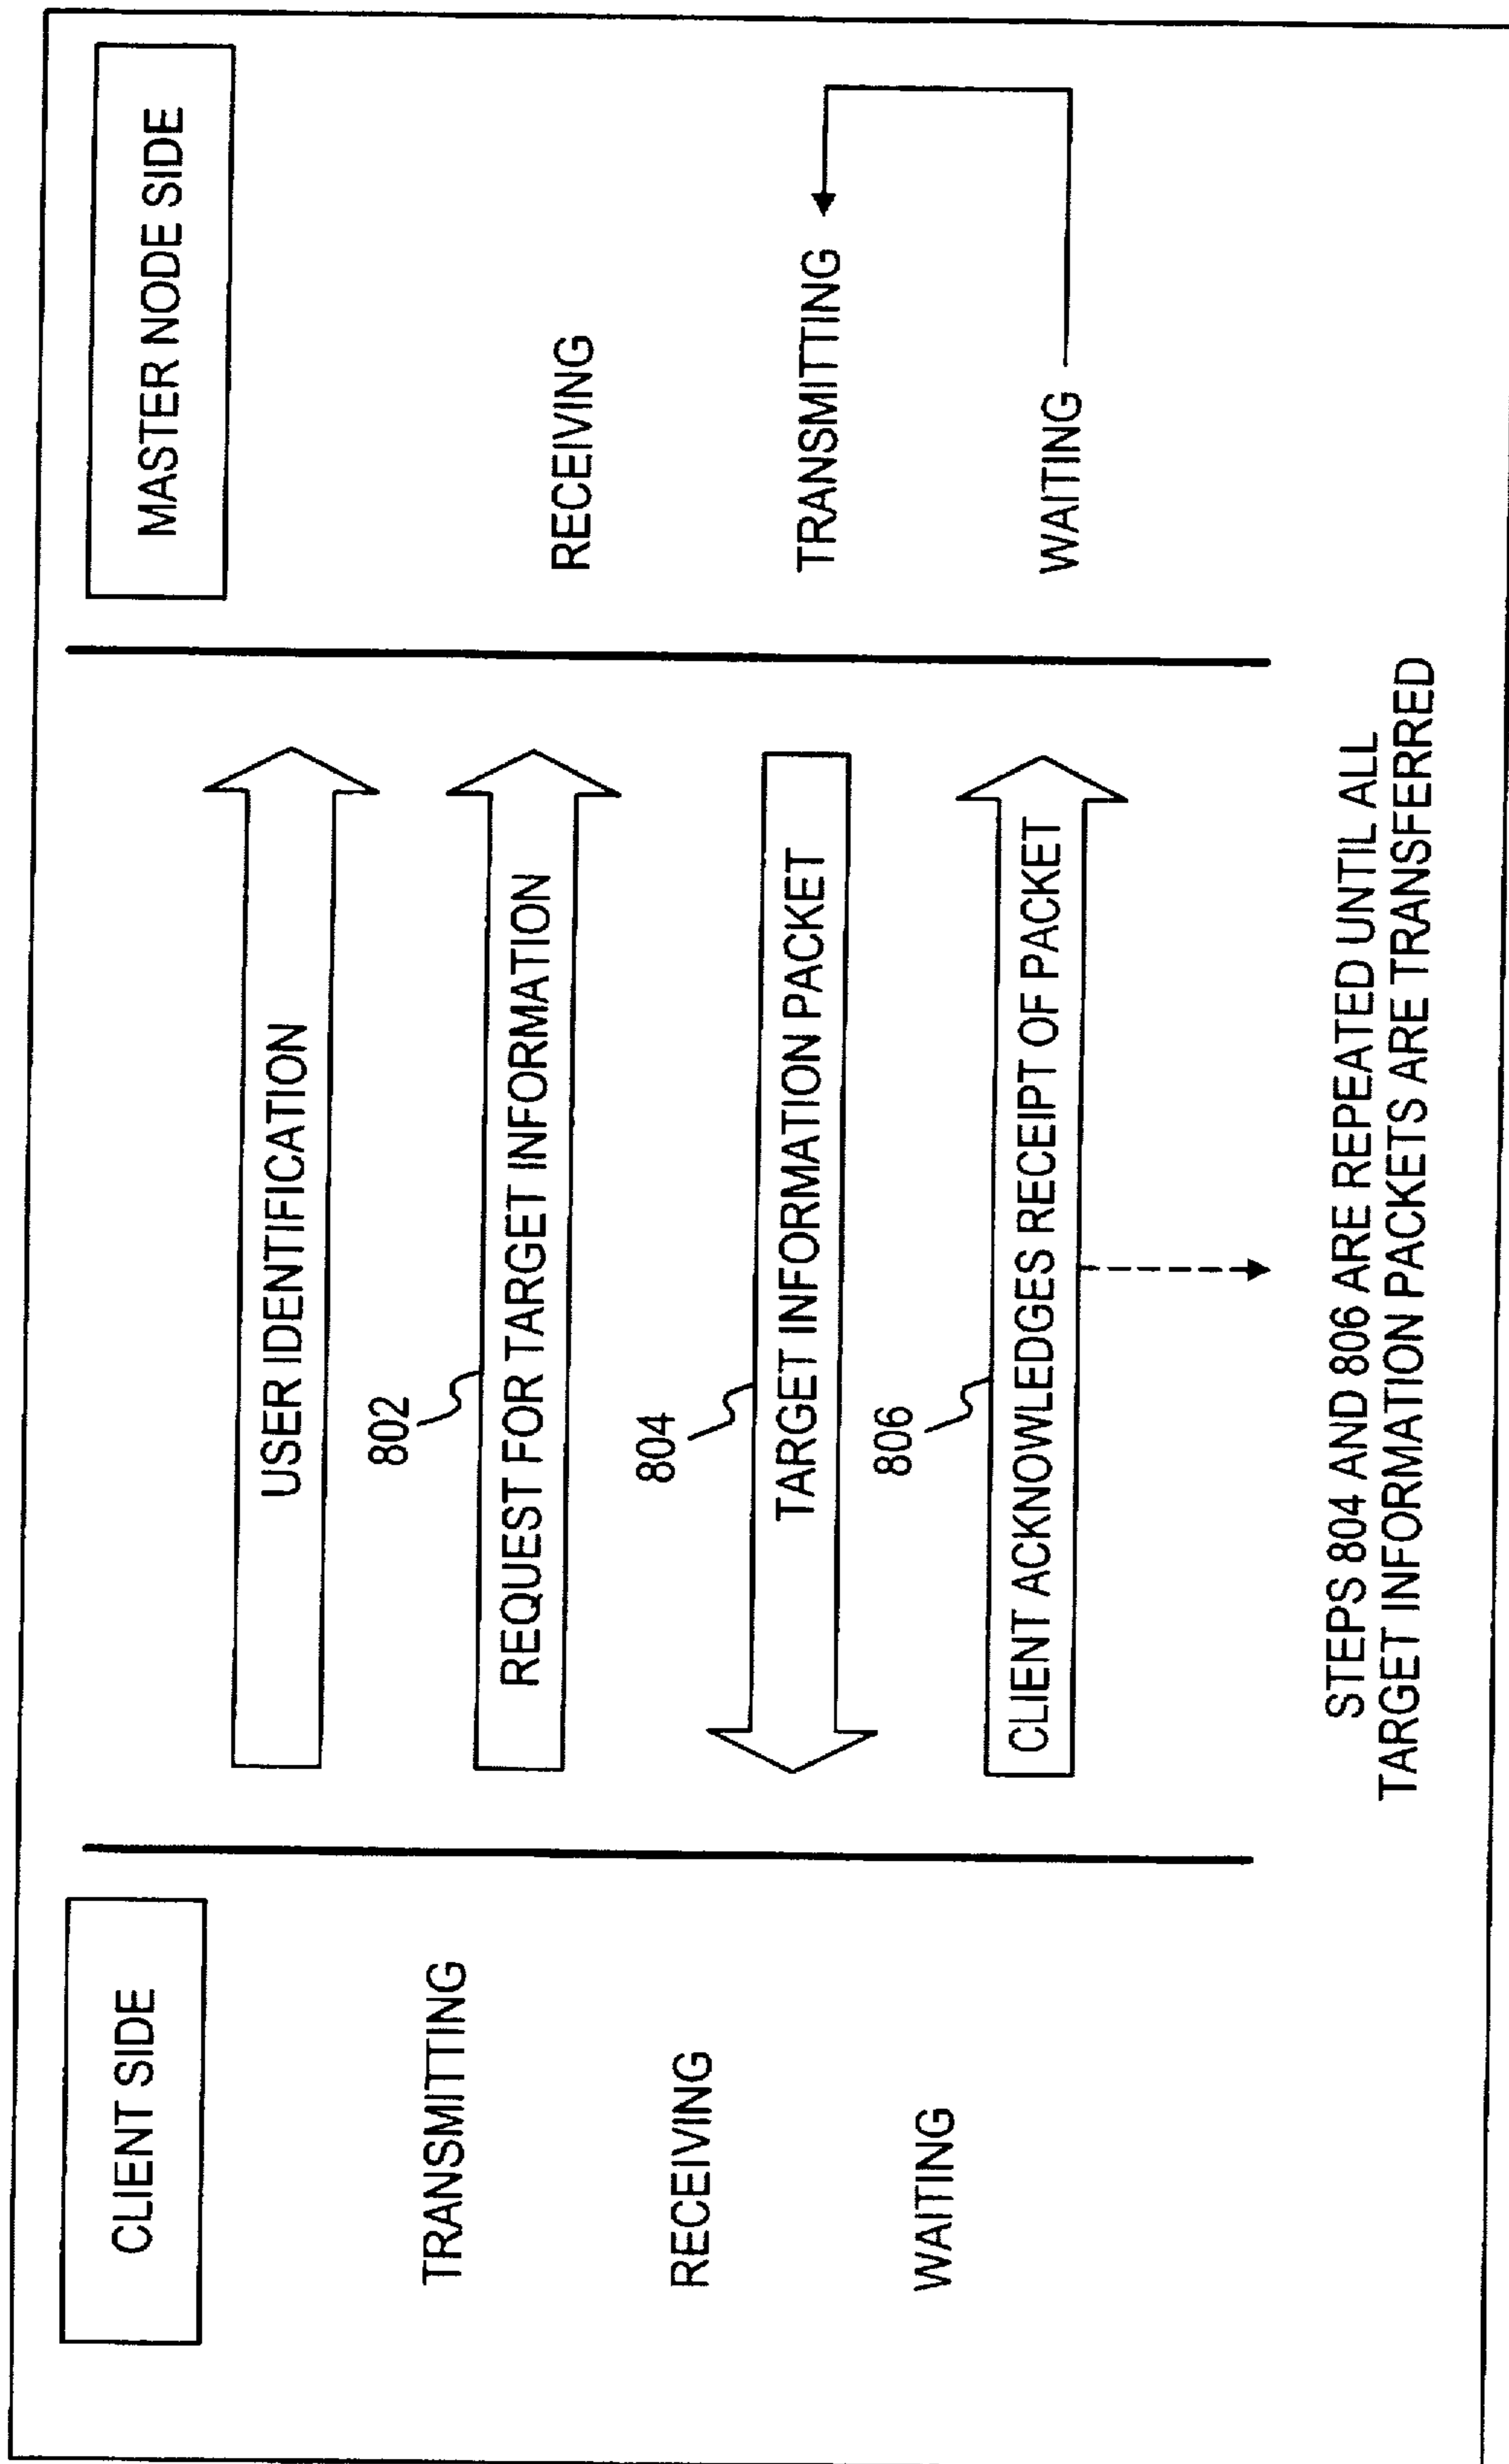 CLIENT SIDE
MASTER NODE SIDE
USER IDENTIFICATION
TRANSMITTING
802
REQUEST FOR TARGET INFORMATION
RECEIVING
RECEIVING
804
TARGET INFORMATION PACKET
TRANSMITTING
WAITING
806
CLIENT ACKNOWLEDGES RECEIPT OF PACKET
WAITING
STEPS 804 AND 806 ARE REPEATED UNTIL ALL
TARGET INFORMATION PACKETS ARE TRANSFERRED